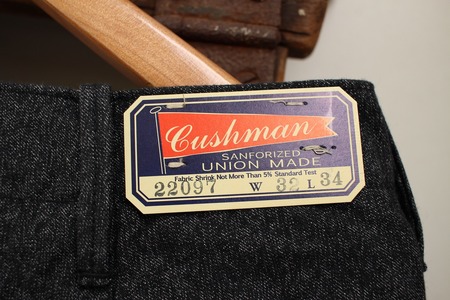 Cushman
SANFORIZED
UNION MADE
Fabric Shrink Not More Than 5% Standard Test
22097 W 32 L 34